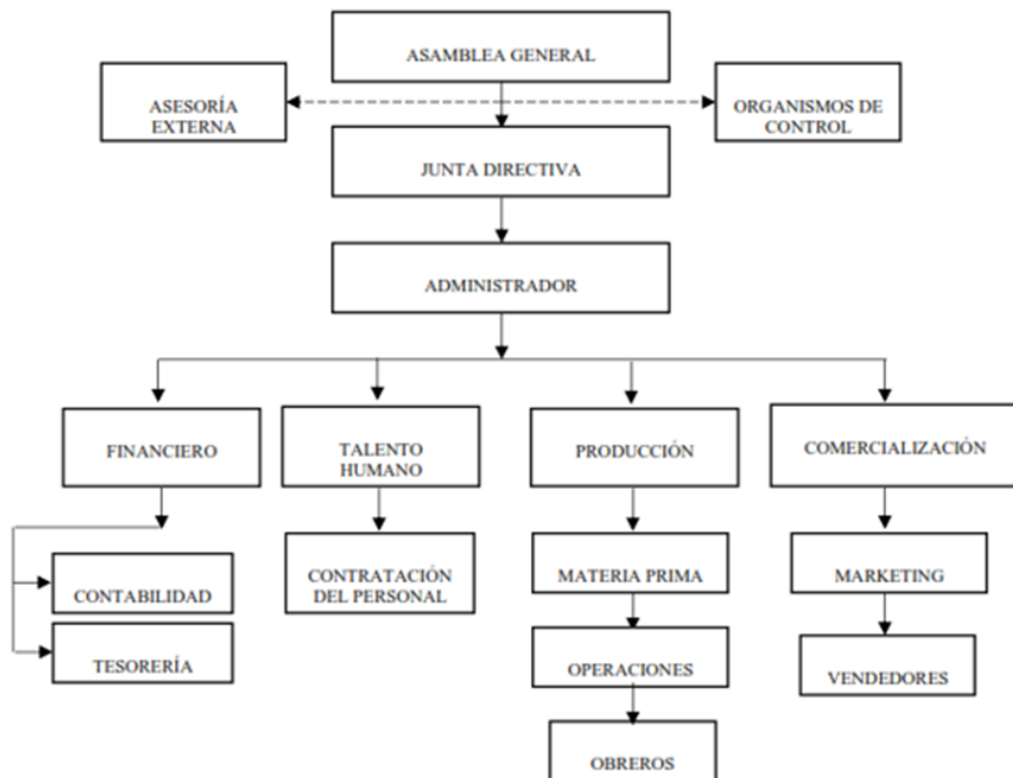 ASAMBLEA GENERAL
ASESORÍA
EXTERNA
ORGANISMOS DE
CONTROL
JUNTA DIRECTIVA
ADMINISTRADOR
FINANCIERO
TALENTO
HUMANO
PRODUCCIÓN
COMERCIALIZACIÓN
CONTABILIDAD
TESORERÍA
CONTRATACIÓN
DEL PERSONAL
MATERIA PRIMA
OPERACIONES
OBREROS
MARKETING
VENDEDORES